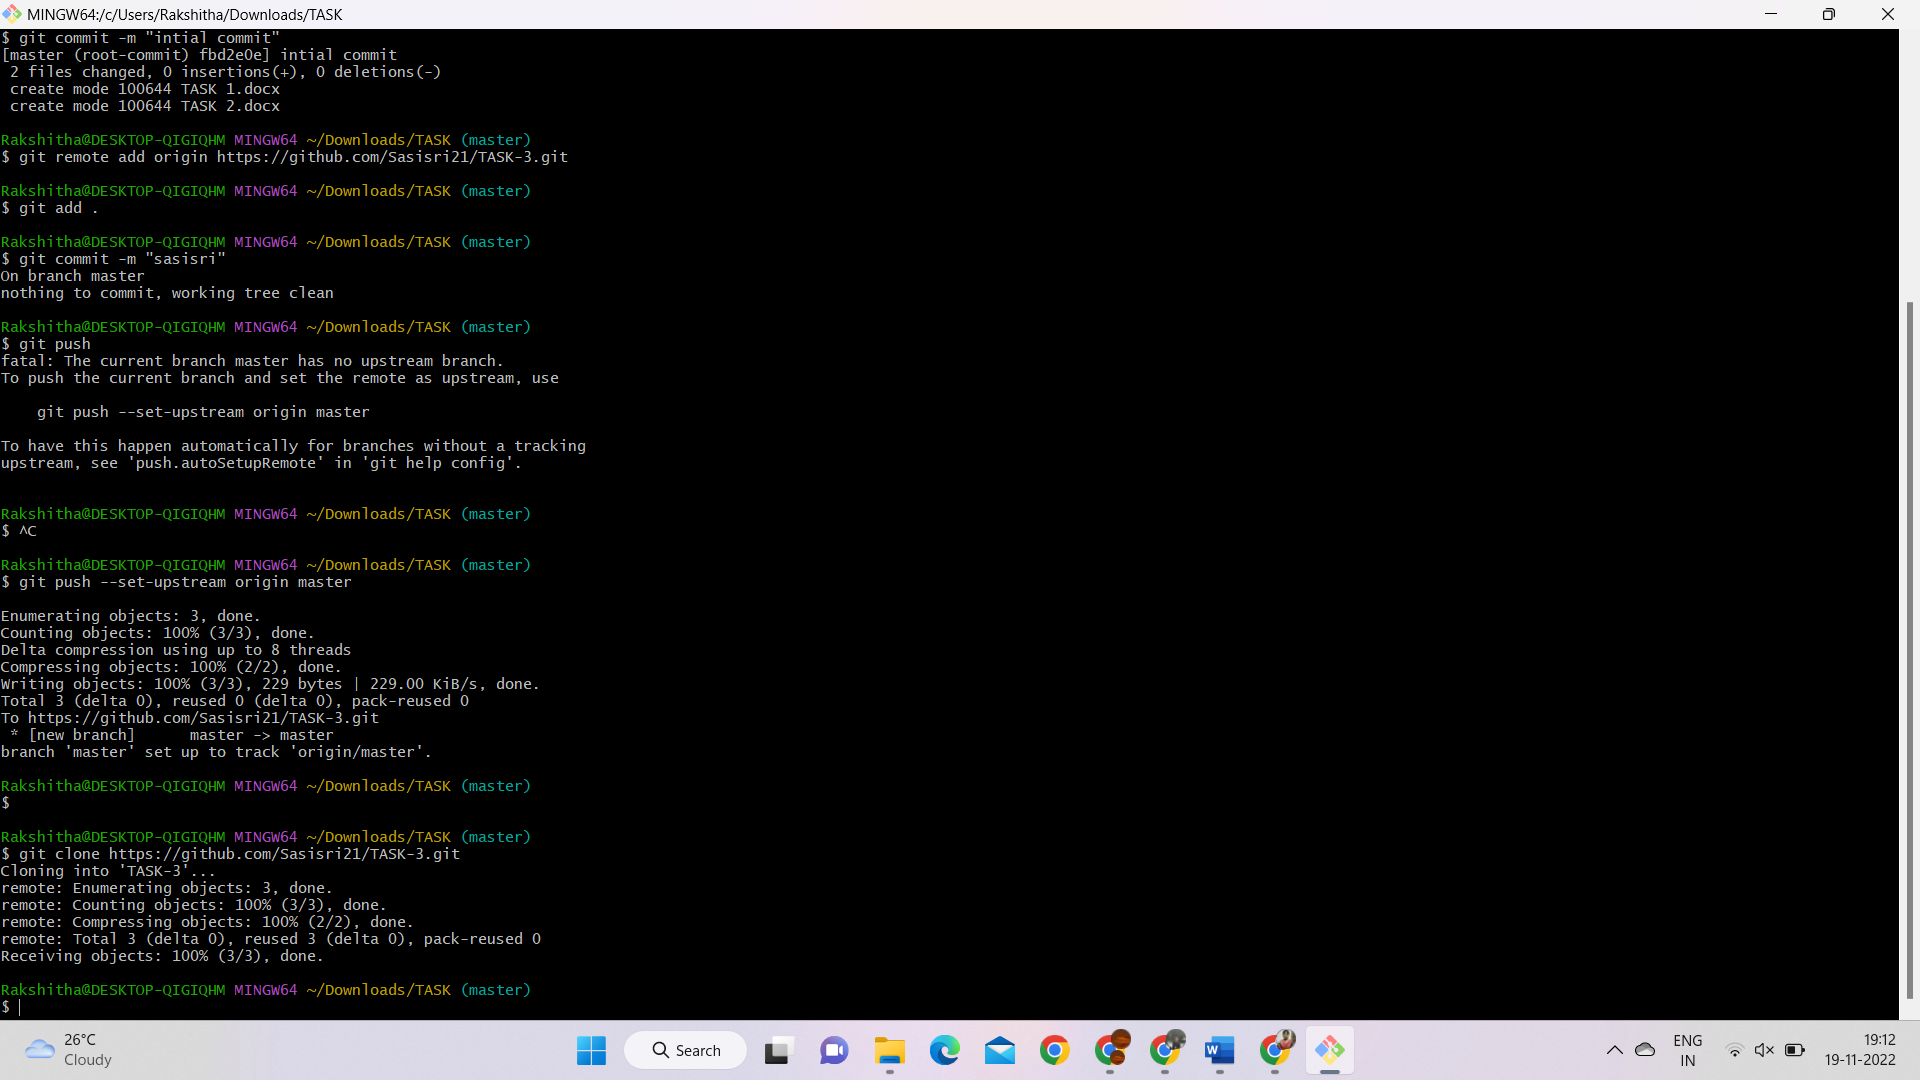 MINGW64:/c/Users/Rakshitha/Downloads/TASK
$ git commit -m "intial commit"
[master (root-commit) fbd2e0e] intial commit
 2 files changed, 0 insertions(+), 0 deletions(-)
 create mode 100644 TASK 1.docx
 create mode 100644 TASK 2.docx
Rakshitha@DESKTOP-QIGIQHM MINGW64 ~/Downloads/TASK (master)
$ git remote add origin https://github.com/Sasisri21/TASK-3.git
Rakshitha@DESKTOP-QIGIQHM MINGW64 ~/Downloads/TASK (master)
$ git add .
Rakshitha@DESKTOP-QIGIQHM MINGW64 ~/Downloads/TASK (master)
$ git commit -m "sasisri"
On branch master
nothing to commit, working tree clean
Rakshitha@DESKTOP-QIGIQHM MINGW64 ~/Downloads/TASK (master)
$ git push
fatal: The current branch master has no upstream branch.
To push the current branch and set the remote as upstream, use
    git push --set-upstream origin master
To have this happen automatically for branches without a tracking
upstream, see 'push.autoSetupRemote' in 'git help config'.
Rakshitha@DESKTOP-QIGIQHM MINGW64 ~/Downloads/TASK (master)
$ ^C
Rakshitha@DESKTOP-QIGIQHM MINGW64 ~/Downloads/TASK (master)
$ git push --set-upstream origin master
Enumerating objects: 3, done.
Counting objects: 100% (3/3), done.
Delta compression using up to 8 threads
Compressing objects: 100% (2/2), done.
Writing objects: 100% (3/3), 229 bytes | 229.00 KiB/s, done.
Total 3 (delta 0), reused 0 (delta 0), pack-reused 0
To https://github.com/Sasisri21/TASK-3.git
 * [new branch]      master -> master
branch 'master' set up to track 'origin/master'.
Rakshitha@DESKTOP-QIGIQHM MINGW64 ~/Downloads/TASK (master)
$
Rakshitha@DESKTOP-QIGIQHM MINGW64 ~/Downloads/TASK (master)
$ git clone https://github.com/Sasisri21/TASK-3.git
Cloning into 'TASK-3'...
remote: Enumerating objects: 3, done.
remote: Counting objects: 100% (3/3), done.
remote: Compressing objects: 100% (2/2), done.
remote: Total 3 (delta 0), reused 3 (delta 0), pack-reused 0
Receiving objects: 100% (3/3), done.
Rakshitha@DESKTOP-QIGIQHM MINGW64 ~/Downloads/TASK (master)
$
26°C
Cloudy
Search
ENG
IN
19:12
19-11-2022